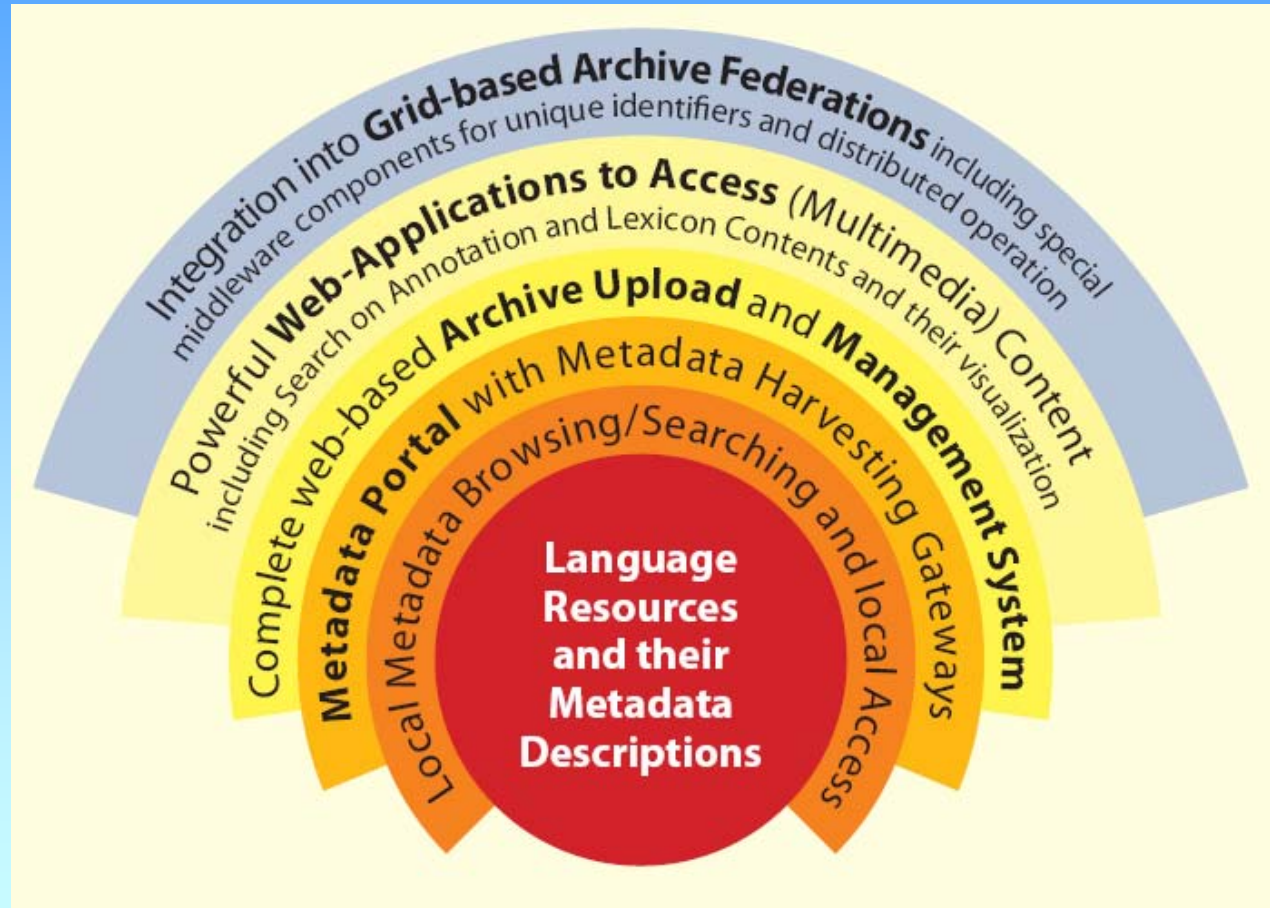 Integration into Grid-based Archive Federations including special
middleware components for unique identifiers and distributed operation
Powerful Web-Applications to Access (Multimedia) Content
including Search on Annotation and Lexicon Contents and their visualization
Complete web-based Archive Upload and Management System
Metadata Portal with Metadata Harvesting Gateways
Local Metadata Browsing/Searching and local Access
Language
Resources
and their
Metadata
Descriptions